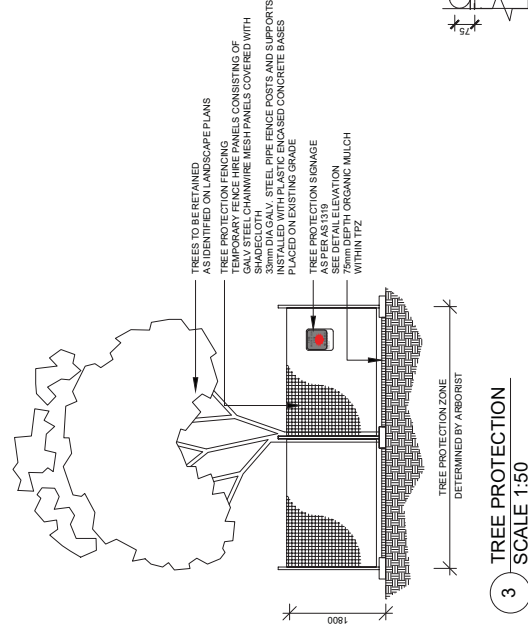 TREES TO BE RETAINED
AS IDENTIFIED ON LANDSCAPE PLANS
TREE PROTECTION FENCING
TEMPORARY FENCE HIRE PANELS CONSISTING OF
GALV STEEL CHAINWIRE MESH PANELS COVERED WITH
SHADECLOTH
33mm DIA GALV. STEEL PIPE FENCE POSTS AND SUPPORTS
INSTALLED WITH PLASTIC ENCASED CONCRETE BASES
PLACED ON EXISTING GRADE
TREE PROTECTION SIGNAGE
AS PER AS1319
SEE DETAIL ELEVATION
75mm DEPTH ORGANIC MULCH
WITHIN TPZ
1800
TREE PROTECTION ZONE
DETERMINED BY ARBORIST
3
TREE PROTECTION
SCALE 1:50
75